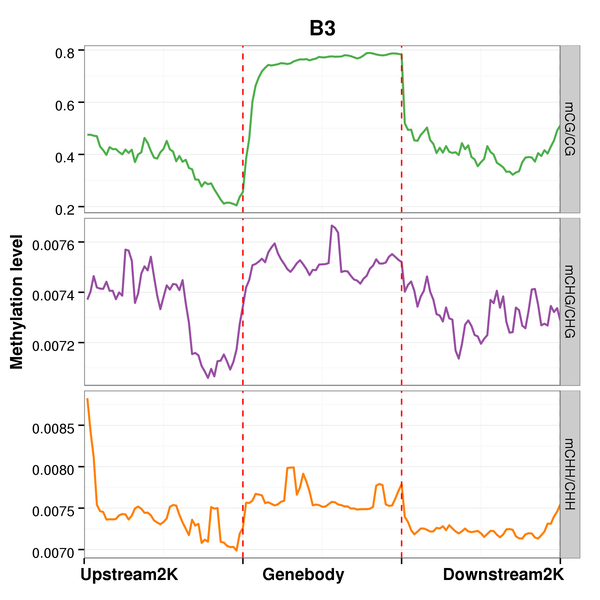 B3
0.8
0.6
0.4
0.2
mCG/CG
0.0076
0.0074
0.0072
mCHG/CHG
0.0085
0.0080
0.0075
0.0070
mCHH/CHH
Methylation level
Upstream2K Genebody Downstream2K